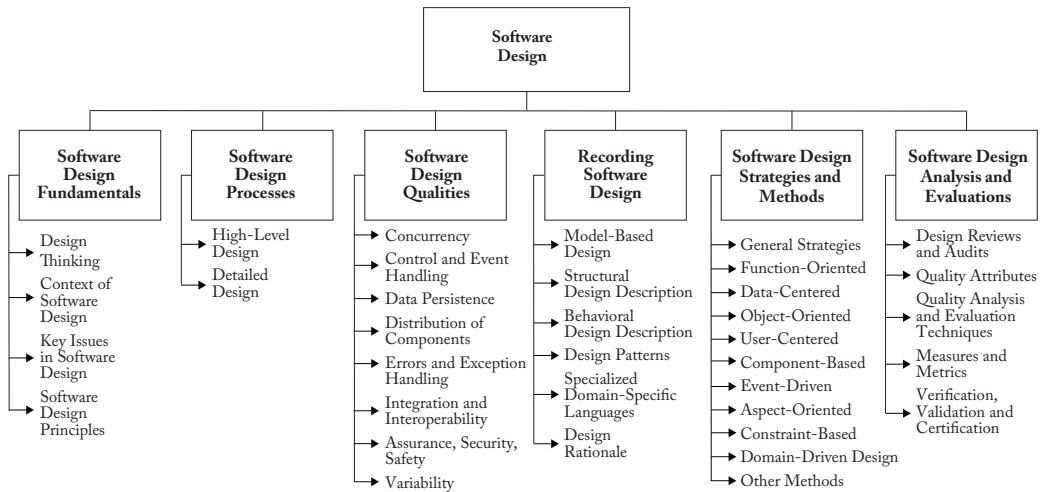 Software
Design
Software
Design
Fundamentals
Design
Thinking
Context of
Software
Design
Key Issues
in Software
Design
Software
Design
Principles
Software
Design
Processes
High-Level
Design
Detailed
Design
Software
Design
Qualities
Concurrency
Control and Event
Handling
Data Persistence
Distribution of
Components
Errors and Exception
Handling
Integration and
Interoperability
Assurance, Security,
Safety
Variability
Recording
Software
Design
Model-Based
Design
Structural
Design Description
Behavioral
Design Description
Design Patterns
Specialized
Domain-Specific
Languages
Design
Rationale
Software Design
Strategies and
Methods
General Strategies
Function-Oriented
Data-Centered
Object-Oriented
User-Centered
Component-Based
Event-Driven
Aspect-Oriented
Constraint-Based
Domain-Driven Design
Other Methods
Software Design
Analysis and
Evaluations
Design Reviews
and Audits
Quality Attributes
Quality Analysis
and Evaluation
Techniques
Measures and
Metrics
Verification,
Validation and
Certification